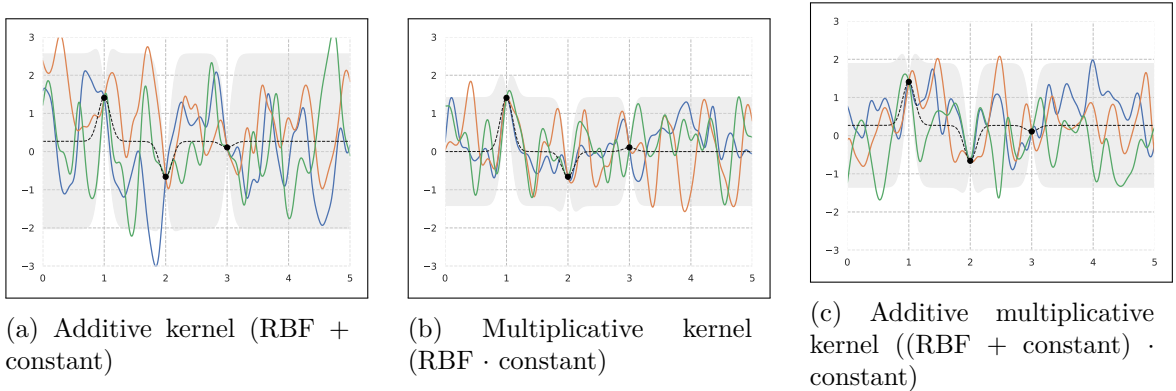 3
2
1
0
−1
−2
−3
0 1 2 3 4 5
(a) Additive kernel (RBF +
constant)
3
2
1
0
−1
−2
−3
0 1 2 3 4 5
(b) Multiplicative kernel
(RBF · constant)
3
2
1
0
−1
−2
−3
0 1 2 3 4 5
(c) Additive multiplicative
kernel ((RBF + constant) ·
constant)